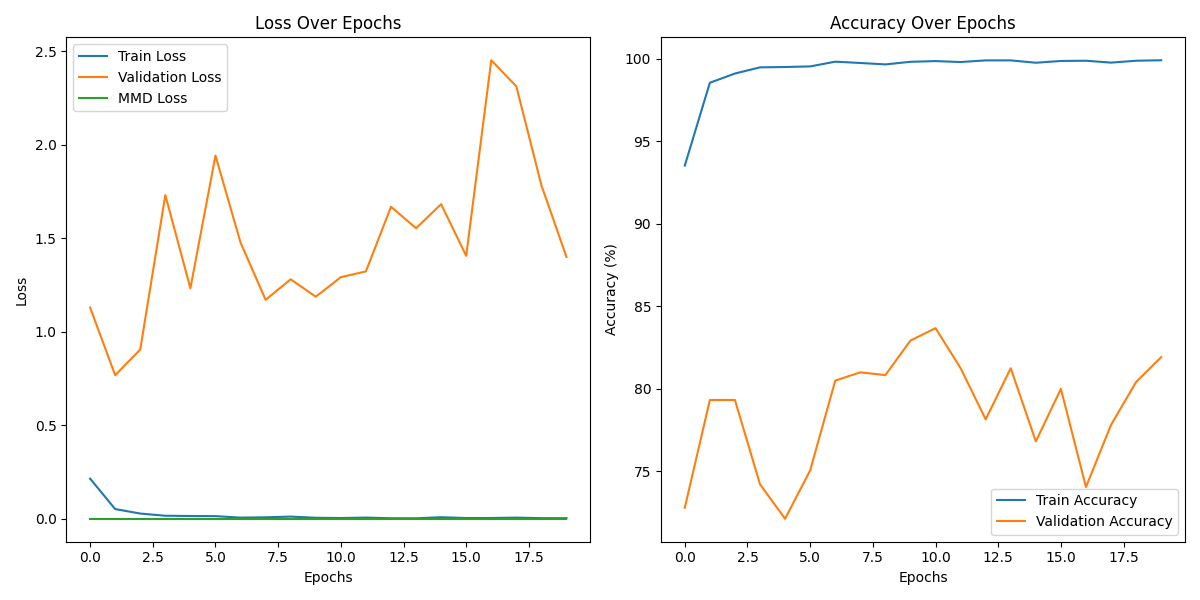 Loss Over Epochs
Train Loss
Validation Loss
MMD Loss
2.5
2.0
1.5
1.0
0.5
0.0
Loss
0.0 2.5 5.0 7.5 10.0 12.5 15.0 17.5
Epochs
Accuracy Over Epochs
100
95
90
85
80
75
Accuracy (%)
Train Accuracy
Validation Accuracy
0.0 2.5 5.0 7.5 10.0 12.5 15.0 17.5
Epochs